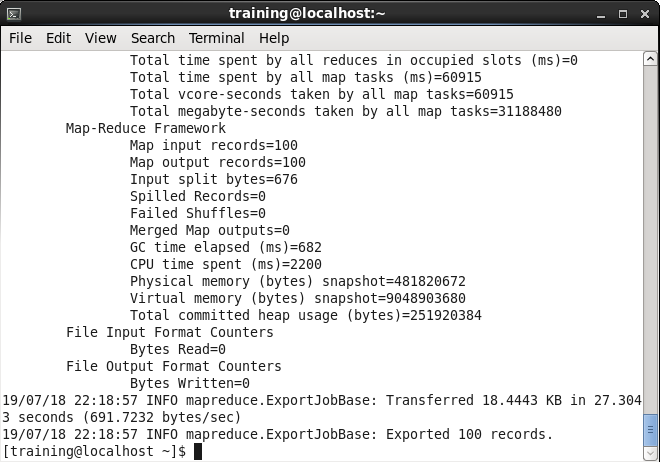 training@localhost:~
File Edit View Search Terminal Help
Total time spent by all reduces in occupied slots (ms)=0
Total time spent by all map tasks (ms)=60915
Total vcore-seconds taken by all map tasks=60915
Total megabyte-seconds taken by all map tasks=31188480
Map-Reduce Framework
Map input records=100
Map output records=100
Input split bytes=676
Spilled Records=0
Failed Shuffles=0
Merged Map outputs=0
GC time elapsed (ms)=682
CPU time spent (ms)=2200
Physical memory (bytes) snapshot=481820672
Virtual memory (bytes) snapshot=9048903680
Total committed heap usage (bytes)=251920384
File Input Format Counters
Bytes Read=0
File Output Format Counters
Bytes Written=0
19/07/18 22:18:57 INFO mapreduce.ExportJobBase: Transferred 18.4443 KB in 27.304
3 seconds (691.7232 bytes/sec)
19/07/18 22:18:57 INFO mapreduce.ExportJobBase: Exported 100 records.
[training@localhost ~]$